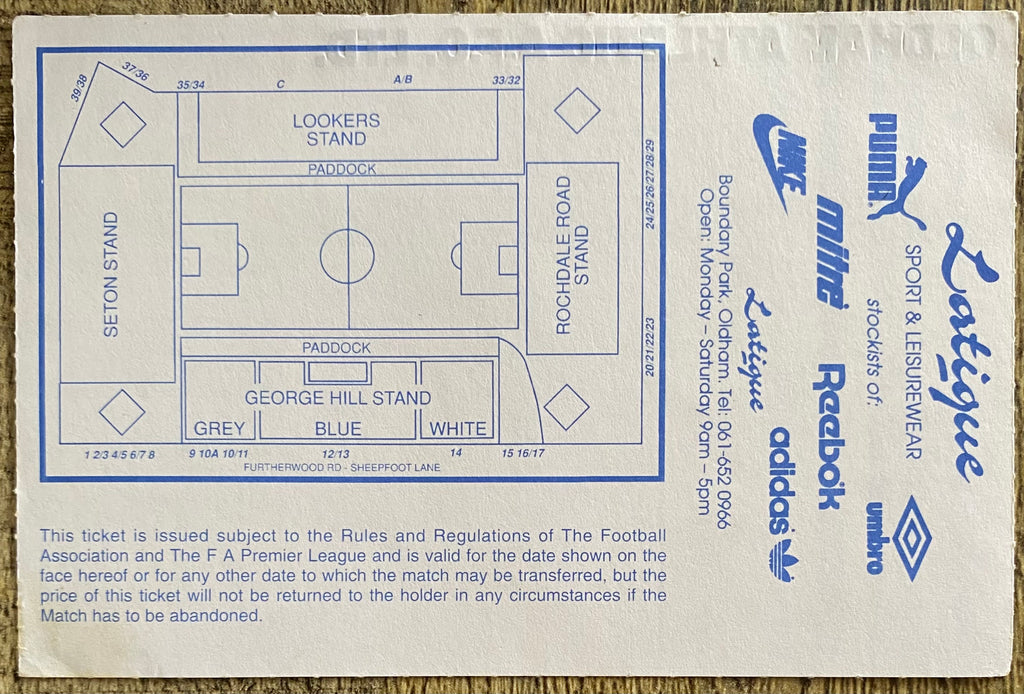 OLDHAM ATHLETIC A.F.C. LTD.
37/36
39/38
35/34
C
A/B
33/32
LOOKERS
STAND
PADDOCK
SETON STAND
ROCHDALE ROAD
STAND
24/25/26/27/28/29
20/21/22/23
PADDOCK
GEORGE HILL STAND
GREY
BLUE
WHITE
1 2/3 4/5 6/7 8
9 10A 10/11
12/13
14
15 16/17
FURTHERWOOD RD - SHEEPFOOT LANE
This ticket is issued subject to the Rules and Regulations of The Football
Association and The F A Premier League and is valid for the date shown on the
face hereof or for any other date to which the match may be transferred, but the
price of this ticket will not be returned to the holder in any circumstances if the
Match has to be abandoned.
Latique
SPORT & LEISUREWEAR
PUMA
stockists of:
umbro
mitre
Reebok
NIKE
Latique
adidas
Boundary Park, Oldham. Tel: 061-652 0966
Open: Monday – Saturday 9am – 5pm